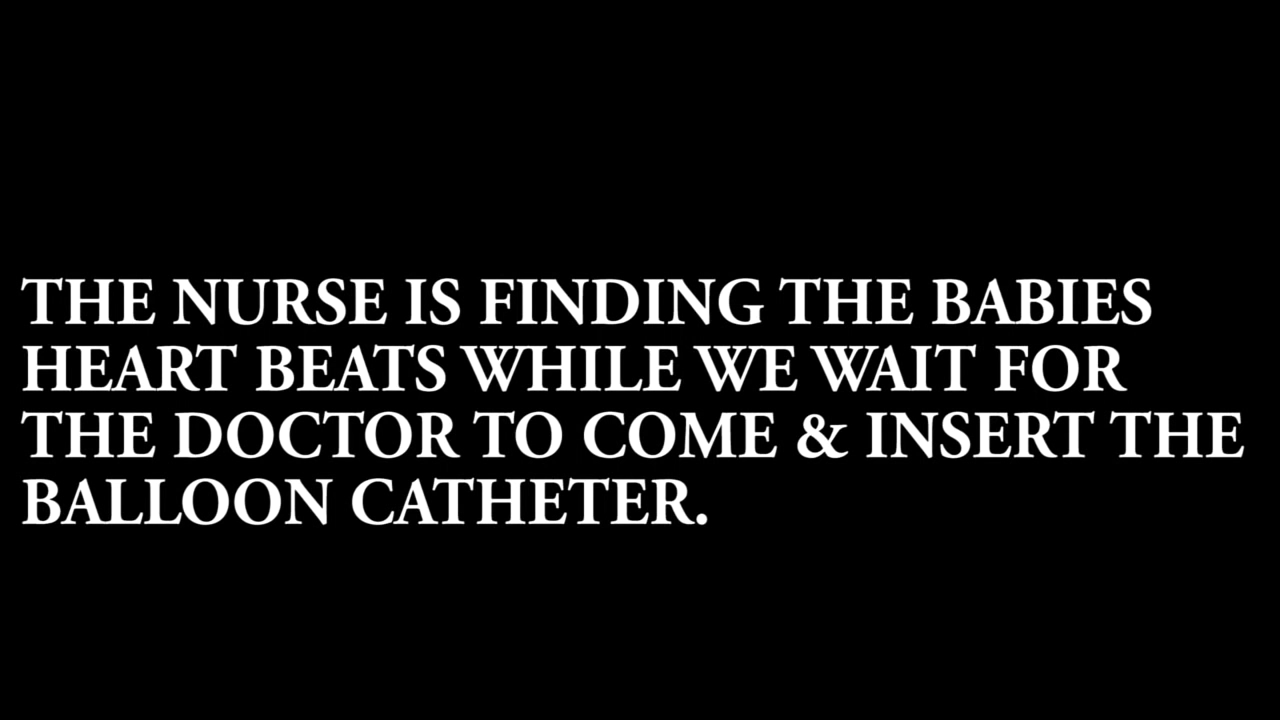 THE NURSE IS FINDING THE BABIES
HEART BEATS WHILE WE WAIT FOR
THE DOCTOR TO COME & INSERT THE
BALLOON CATHETER.